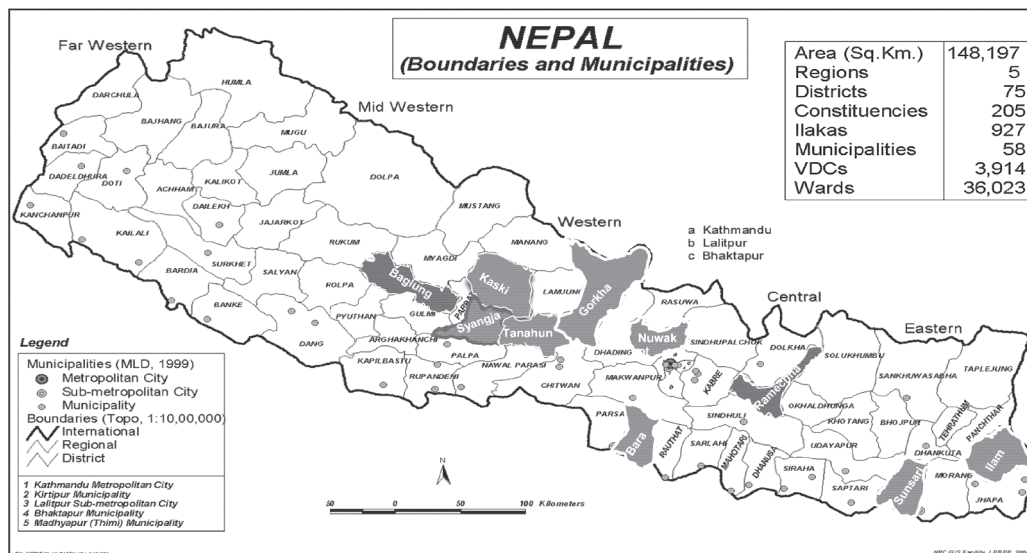 NEPAL
(Boundaries and Municipalities)
Area (Sq.Km.) 148,197
Regions 5
Districts 75
Constituencies 205
Ilakas 927
Municipalities 58
VDCs 3,914
Wards 36,023
Far Western
Mid Western
Western
Central
Eastern
a Kathmandu
b Lalitpur
c Bhaktapur
DARCHULA
HUMLA
BAJHANG
BAJURA
MUGU
BAITADI
DADELDHURA
DOTI
ACHHAM
KALIKOT
JUMLA
DOLPA
KANCHANPUR
KAILALI
DAILEKH
JAJARKOT
MUSTANG
BARDIA
SURKHET
SALYAN
RUKUM
MYAGDI
MANANG
BANKE
ROLPA
Baglung
Kaski
LAMJUNG
Gorkha
RASUWA
DANG
PYUTHAN
GULMI
PARBA
Syangja
Tanahun
Nuwak
SINDHUPALCHOK
DOLKHA
SOLUKHUMBU
SANKHUWASABHA
TAPLEJUNG
ARGHAKHANCHI
KAPILBASTU
PALPA
RUPANDEHI
NAWAL PARASI
DHADING
CHITWAN
MAKWANPUR
KABRE
Ramechha
OKHALDHUNGA
KHOTANG
BHOJPUR
TEHRATHUM
PANCHTHAR
PARSA
Bara
RAUTHAT
SARLAHI
MAHOTARI
DHANUSA
SINDHULI
SIRAHA
UDAYAPUR
SAPTARI
DHANKUTA
Sunsari
MORANG
Ilam
JHAPA
Legend
Municipalities (MLD, 1999)
Metropolitan City
Sub-metropolitan City
Municipality
Boundaries (Topo, 1:10,00,000)
International
Regional
District
1 Kathmandu Metropolitan City
2 Kirtipur Municipality
3 Lalitpur Sub-metropolitan City
4 Bhaktapur Municipality
5 Madhyapur (Thimi) Municipality
N
50 0 50 100 Kilometers